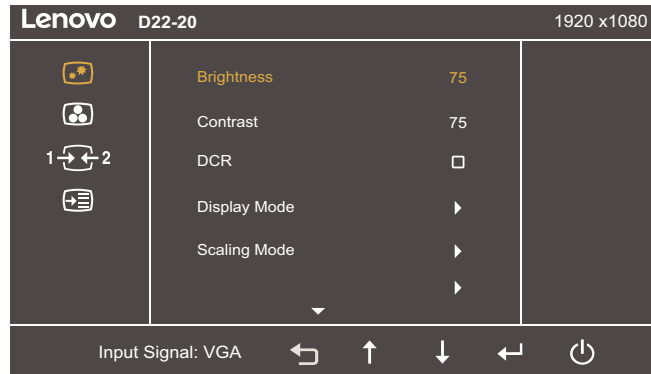 Lenovo D22-20 1920 x1080
Brightness 75
Contrast 75
1 2
DCR
Display Mode
Scaling Mode
Input Signal: VGA